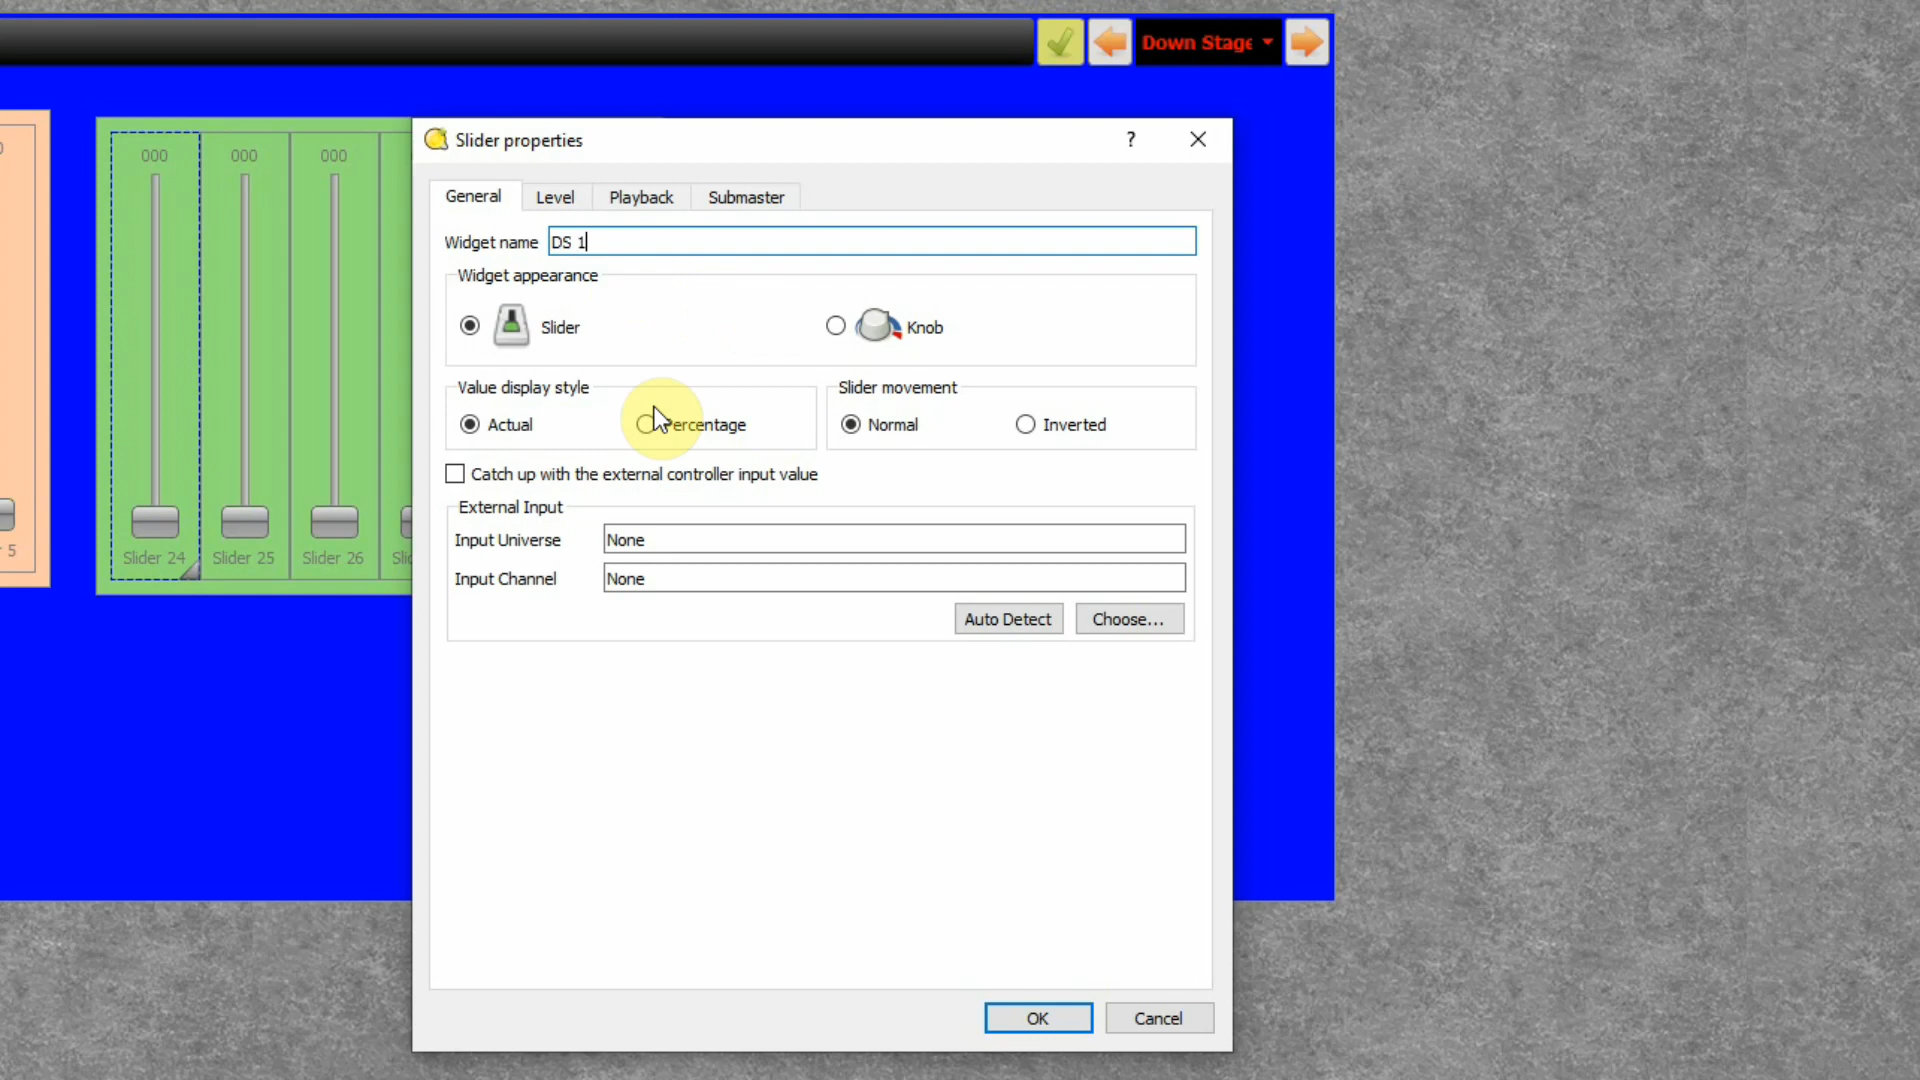 Down Stage
Slider properties
?
General
Level
Playback
Submaster
Widget name
DS 1
Widget appearance
Slider
Knob
Value display style
Actual
Percentage
Slider movement
Normal
Inverted
Catch up with the external controller input value
External Input
Input Universe
None
Input Channel
None
Auto Detect
Choose...
OK
Cancel
000
000
000
Slider 24
Slider 25
Slider 26
5